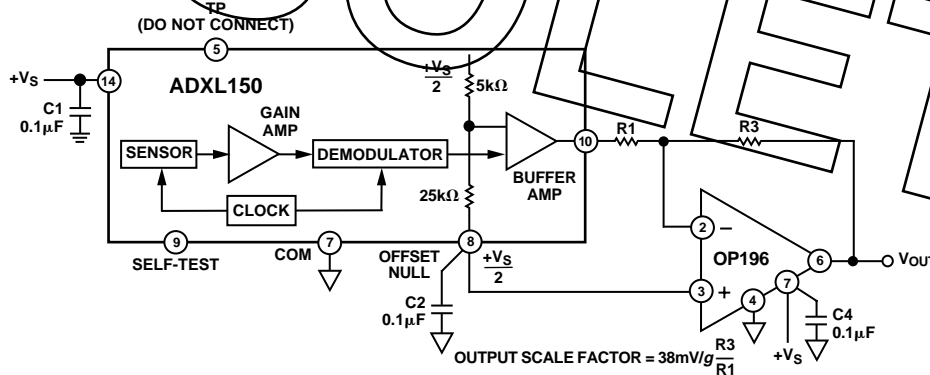 TP
(DO NOT CONNECT)
5
+VS
14
ADXL150
+VS
2
5kΩ
C1
0.1µF
GAIN
AMP
R1
R3
10
SENSOR
DEMODULATOR
BUFFER
AMP
25kΩ
CLOCK
2
−
9
7
8
OP196
6
VOUT
SELF-TEST
COM
OFFSET
NULL
+VS
2
3
+
7
4
C2
0.1µF
C4
0.1µF
+VS
OUTPUT SCALE FACTOR = 38mV/g R3
R1
LET